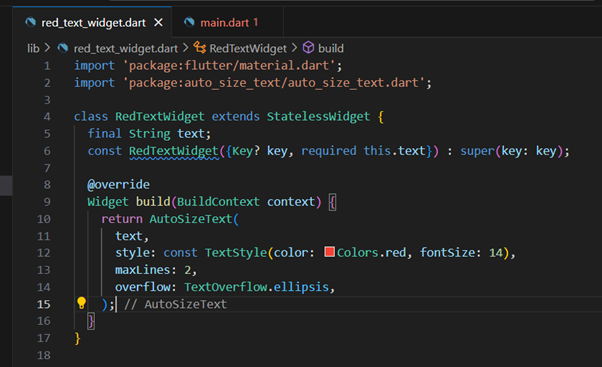 red_text_widget.dart × main.dart 1
lib > red_text_widget.dart > RedTextWidget > build
1 import 'package:flutter/material.dart';
2 import 'package:auto_size_text/auto_size_text.dart';
3
4 class RedTextWidget extends StatelessWidget {
5 final String text;
6 const RedTextWidget({Key? key, required this.text}) : super(key: key);
7
8 @override
9 Widget build(BuildContext context) {
10 return AutoSizeText(
11 text,
12 style: const TextStyle(color: Colors.red, fontSize: 14),
13 maxLines: 2,
14 overflow: TextOverflow.ellipsis,
15 ); // AutoSizeText
16 }
17 }
18